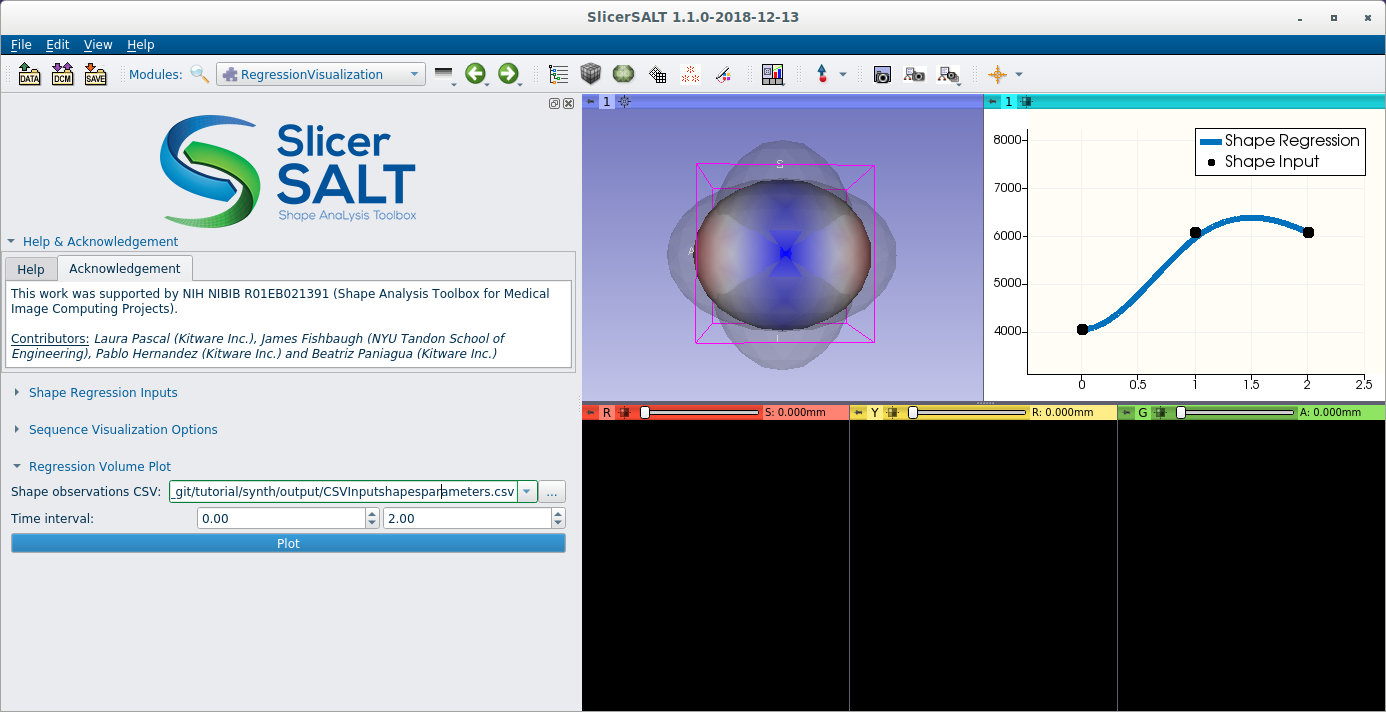 SlicerSALT 1.1.0-2018-12-13
File Edit View Help
DATA DCM SAVE Modules: RegressionVisualization
1
1
Slicer
SALT
Shape AnaLysis Toolbox
Help & Acknowledgement
Help Acknowledgement
This work was supported by NIH NIBIB R01EB021391 (Shape Analysis Toolbox for Medical
Image Computing Projects).
Contributors: Laura Pascal (Kitware Inc.), James Fishbaugh (NYU Tandon School of
Engineering), Pablo Hernandez (Kitware Inc.) and Beatriz Paniagua (Kitware Inc.)
Shape Regression Inputs
Sequence Visualization Options
Regression Volume Plot
Shape observations CSV: _git/tutorial/synth/output/CSVInputshapesparameters.csv ...
Time interval: 0.00 2.00
Plot
S
A
I
Shape Regression
Shape Input
8000
7000
6000
5000
4000
0 0.5 1 1.5 2 2.5
R S: 0.000mm
Y R: 0.000mm
G A: 0.000mm